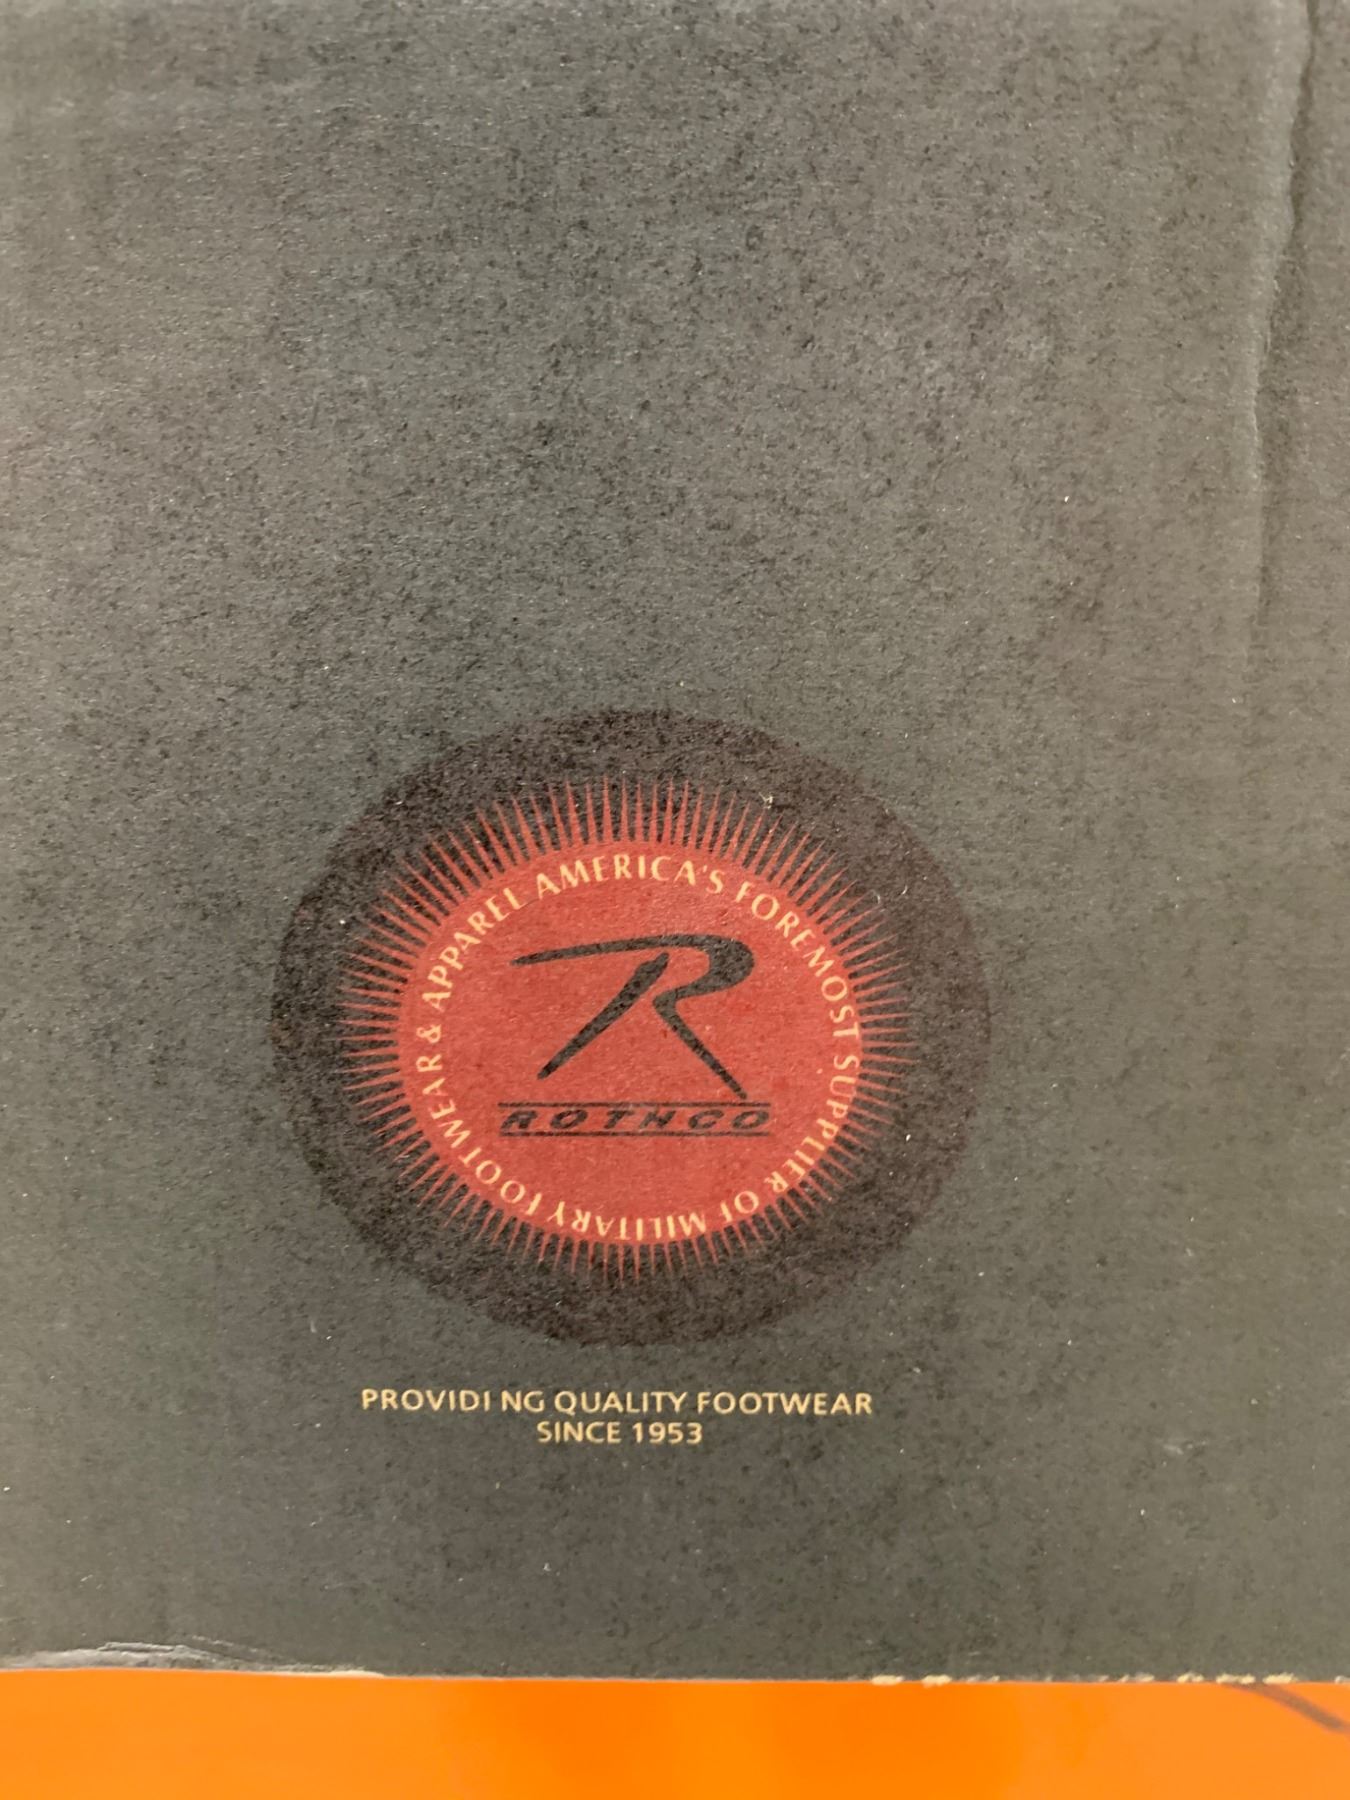 AMERICA'S FOREMOST SUPPLIER OF MILITARY FOOTWEAR & APPAREL
R
ROTHCO
PROVIDI NG QUALITY FOOTWEAR
SINCE 1953